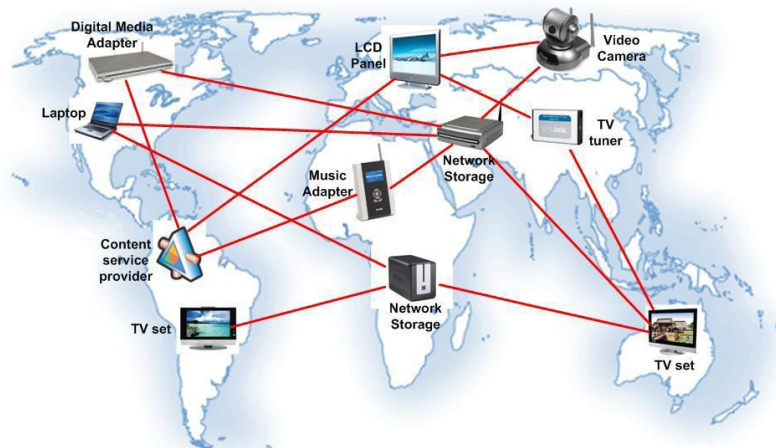 Digital Media
Adapter
LCD
Panel
Video
Camera
Laptop
TV
tuner
Network
Storage
Music
Adapter
Content
service
provider
Network
Storage
TV set
TV set